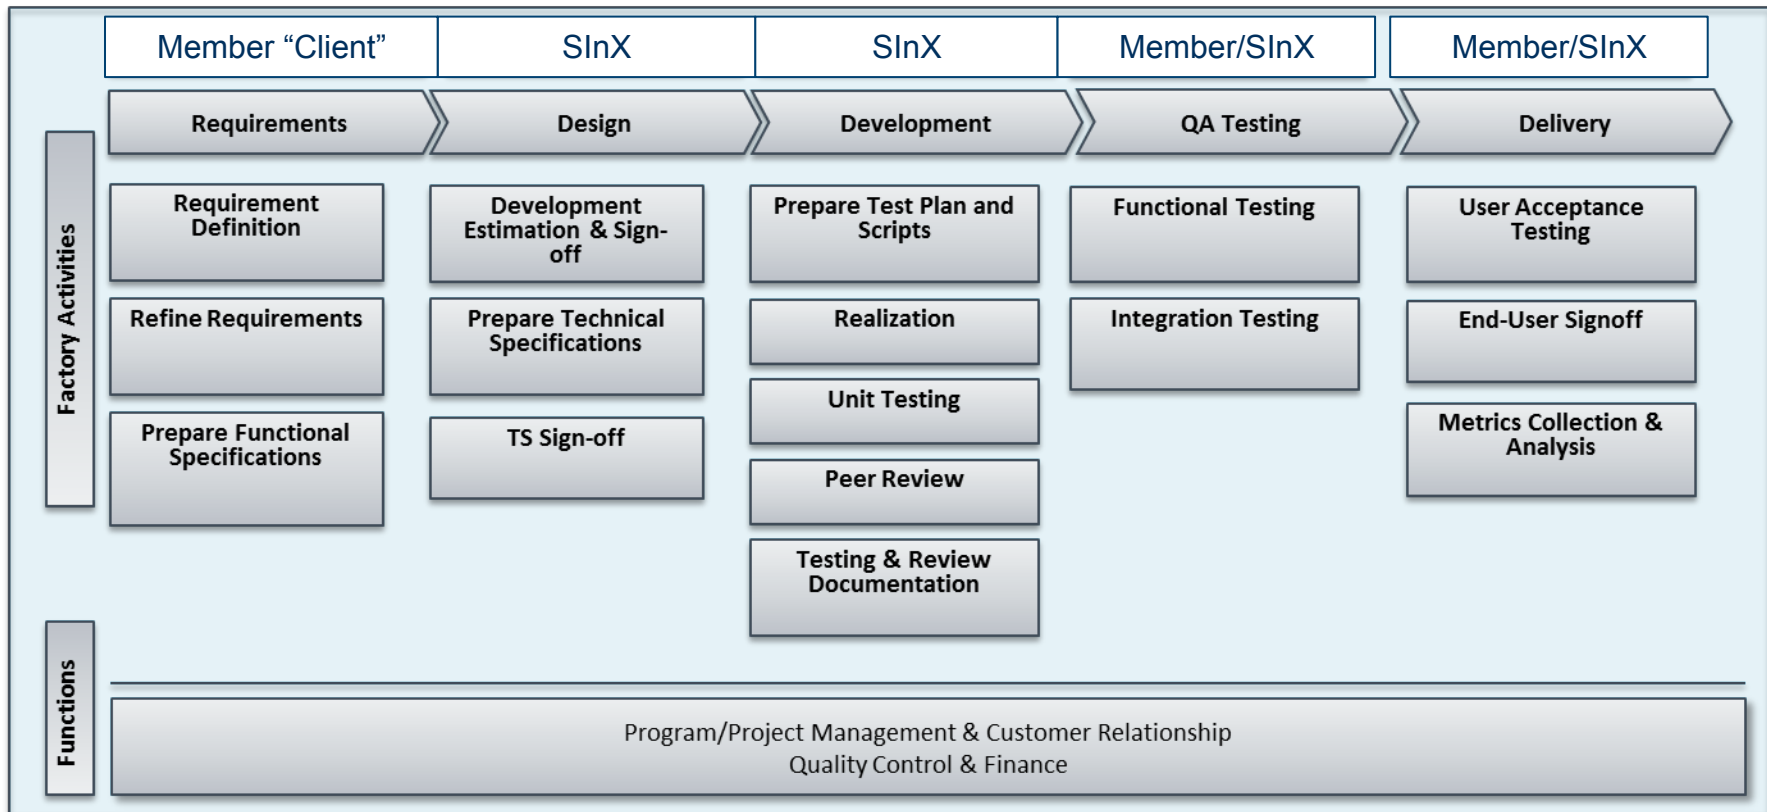 Member “Client”
SInX
SInX
Member/SInX
Member/SInX
Requirements
Design
Development
QA Testing
Delivery
Factory Activities
Requirement
Definition
Refine Requirements
Prepare Functional
Specifications
Development
Estimation & Sign-
off
Prepare Technical
Specifications
TS Sign-off
Prepare Test Plan and
Scripts
Realization
Unit Testing
Peer Review
Testing & Review
Documentation
Functional Testing
Integration Testing
User Acceptance
Testing
End-User Signoff
Metrics Collection &
Analysis
Functions
Program/Project Management & Customer Relationship
Quality Control & Finance